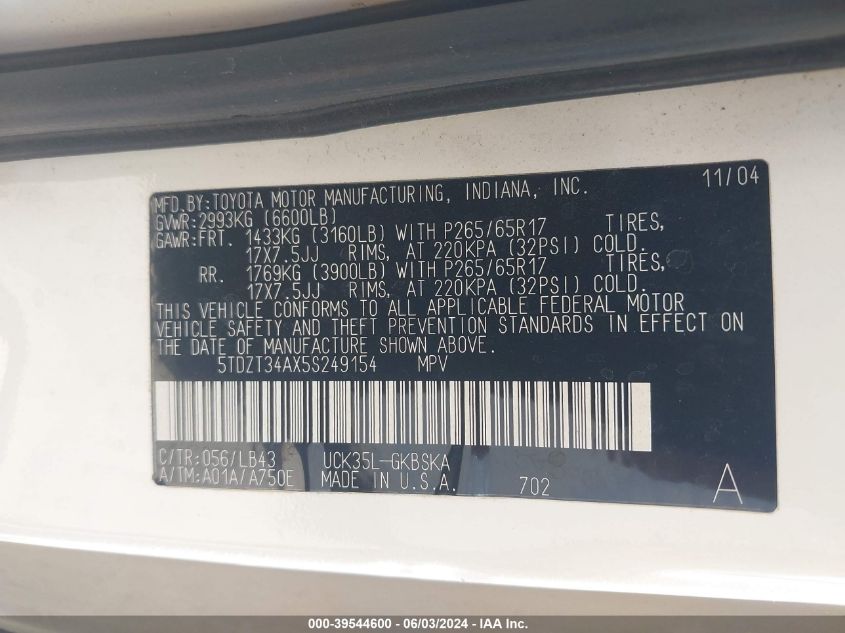 MFD.BY:TOYOTA MOTOR MANUFACTURING, INDIANA, INC. 11/04
GVWR:2993KG (6600LB)
GAWR:FRT. 1433KG (3160LB) WITH P265/65R17 TIRES,
17X7.5JJ RIMS, AT 220KPA (32PSI) COLD.
RR. 1769KG (3900LB) WITH P265/65R17 TIRES,
17X7.5JJ RIMS, AT 220KPA (32PSI) COLD.
THIS VEHICLE CONFORMS TO ALL APPLICABLE FEDERAL MOTOR
VEHICLE SAFETY AND THEFT PREVENTION STANDARDS IN EFFECT ON
THE DATE OF MANUFACTURE SHOWN ABOVE.
5TDZT34AX5S249154 MPV
C/TR:056/LB43 UCK35L-GKBSKA
A/TM:A01A/A750E MADE IN U.S.A. 702 A
000-39544600 - 06/03/2024 - IAA Inc.